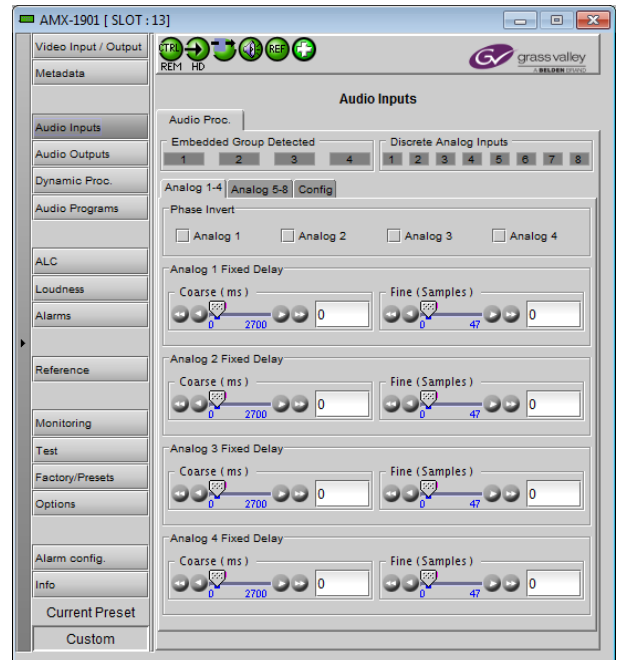 AMX-1901 [ SLOT : 13]
Video Input / Output
Metadata
Audio Inputs
Audio Outputs
Dynamic Proc.
Audio Programs
ALC
Loudness
Alarms
Reference
Monitoring
Test
Factory/Presets
Options
Alarm config.
Info
Current Preset
Custom
CTRL
REF
REM HD
GV grass valley
A BELDEN BRAND
Audio Inputs
Audio Proc.
Embedded Group Detected
1 2 3 4
Discrete Analog Inputs
1 2 3 4 5 6 7 8
Analog 1-4 Analog 5-8 Config
Phase Invert
Analog 1 Analog 2 Analog 3 Analog 4
Analog 1 Fixed Delay
Coarse ( ms ) Fine (Samples )
0 2700 0 0 47 0
Analog 2 Fixed Delay
Coarse ( ms ) Fine (Samples )
0 2700 0 0 47 0
Analog 3 Fixed Delay
Coarse ( ms ) Fine (Samples )
0 2700 0 0 47 0
Analog 4 Fixed Delay
Coarse ( ms ) Fine (Samples )
0 2700 0 0 47 0